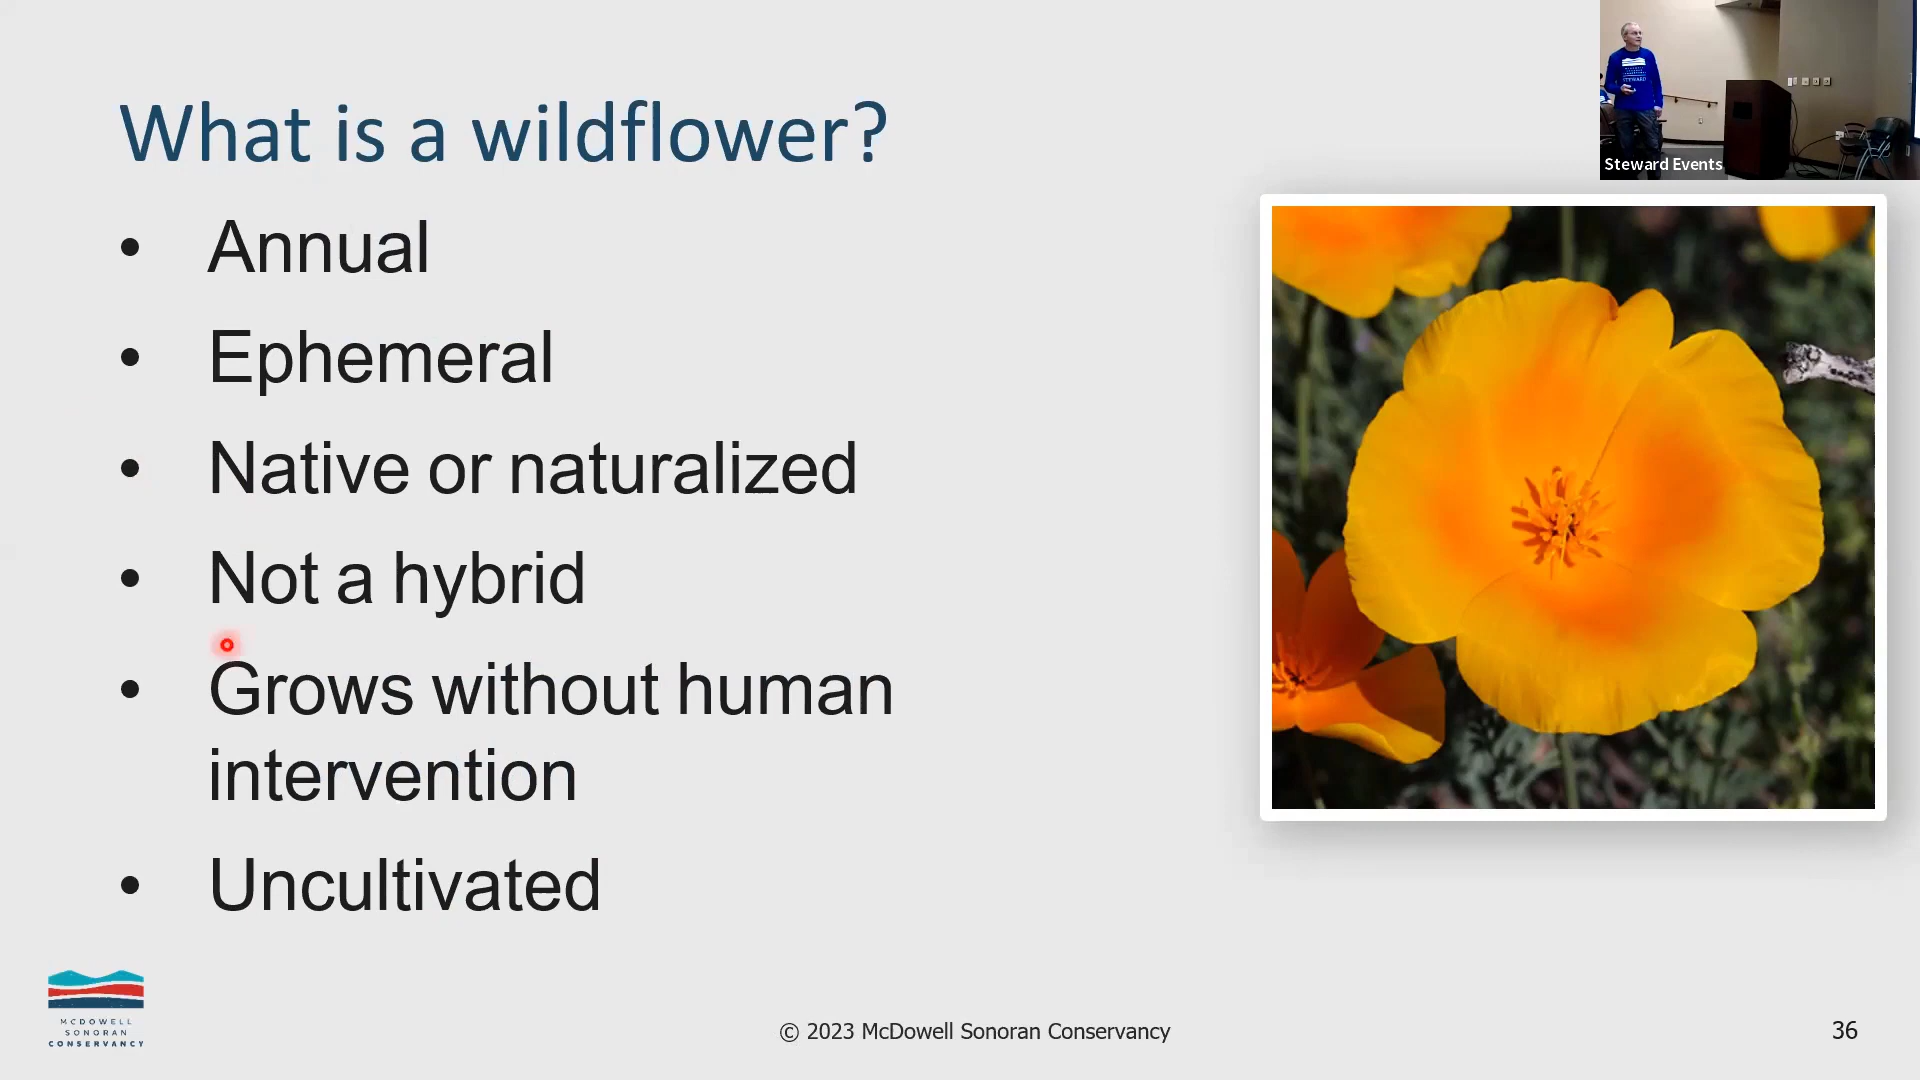 What is a wildflower?
• Annual
• Ephemeral
• Native or naturalized
• Not a hybrid
• Grows without human
intervention
• Uncultivated
Steward Events
STEWARD
MCDOWELL
SONORAN
CONSERVANCY
© 2023 McDowell Sonoran Conservancy
36